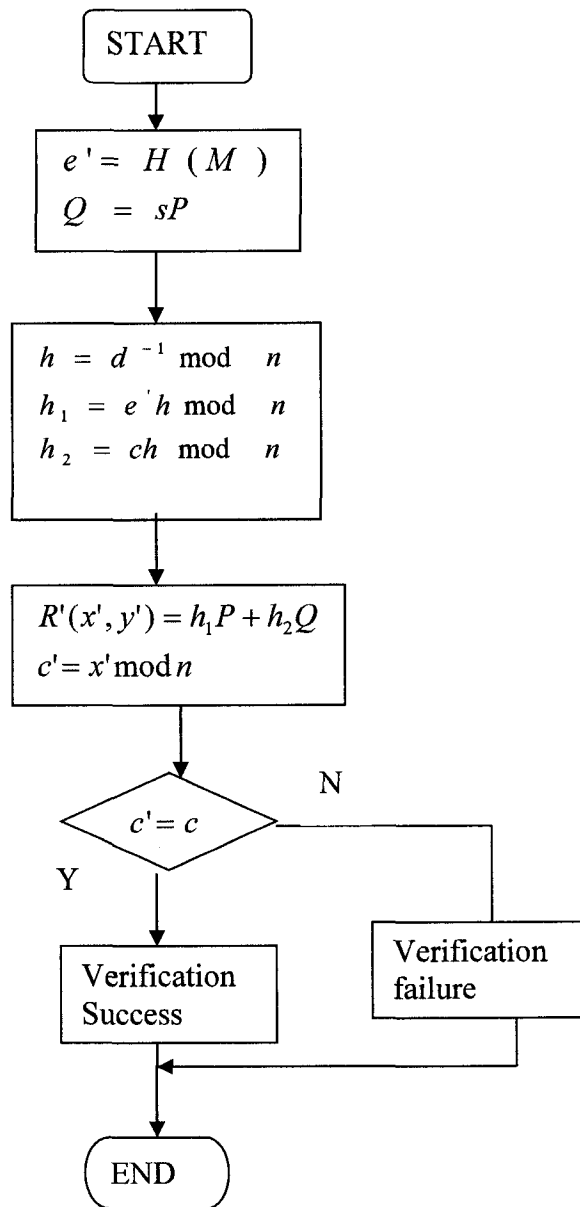 START
e' = H (M)
Q = sP
h = d⁻¹ mod n
h₁ = e'h mod n
h₂ = ch mod n
R'(x', y') = h₁P + h₂Q
c' = x' mod n
N
c' = c
Y
Verification
Success
Verification
failure
END